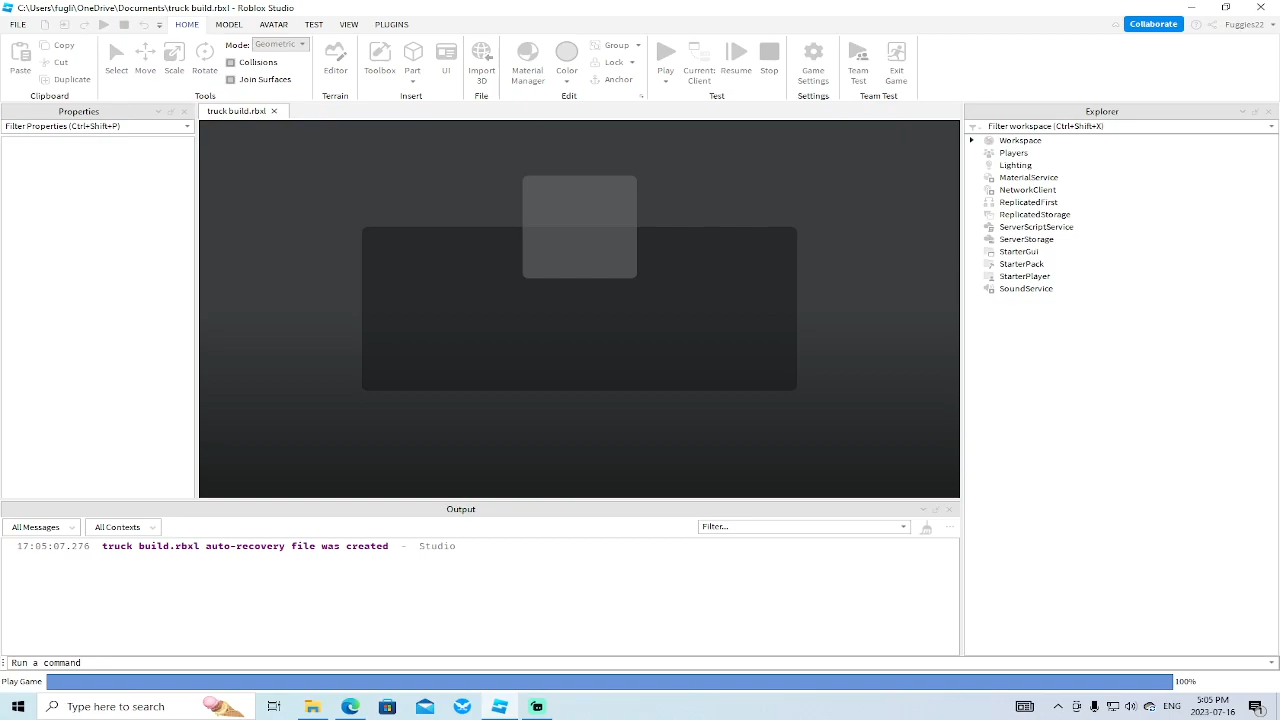 C:\Users\fugli\OneDrive\Documents\truck build.rbxl - Roblox Studio
FILE HOME MODEL AVATAR TEST VIEW PLUGINS Collaborate Fuggies22
Paste
Copy
Cut
Duplicate
Clipboard
Select
Move
Scale
Rotate
Mode: Geometric
Collisions
Join Surfaces
Tools
Editor
Terrain
Toolbox
Part
UI
Insert
Import
3D
File
Material
Manager
Color
Group
Lock
Anchor
Edit
Play
Current:
Client
Resume
Stop
Test
Game
Settings
Settings
Team
Test
Exit
Game
Team Test
Properties
Filter Properties (Ctrl+Shift+P)
truck build.rbxl
Explorer
Filter workspace (Ctrl+Shift+X)
Workspace
Players
Lighting
MaterialService
NetworkClient
ReplicatedFirst
ReplicatedStorage
ServerScriptService
ServerStorage
StarterGui
StarterPack
StarterPlayer
SoundService
Output
All Messages All Contexts Filter...
17:05:07.276 truck build.rbxl auto-recovery file was created - Studio
Run a command
Play Game 100%
Type here to search
ENG
5:05 PM
2023-07-16
1